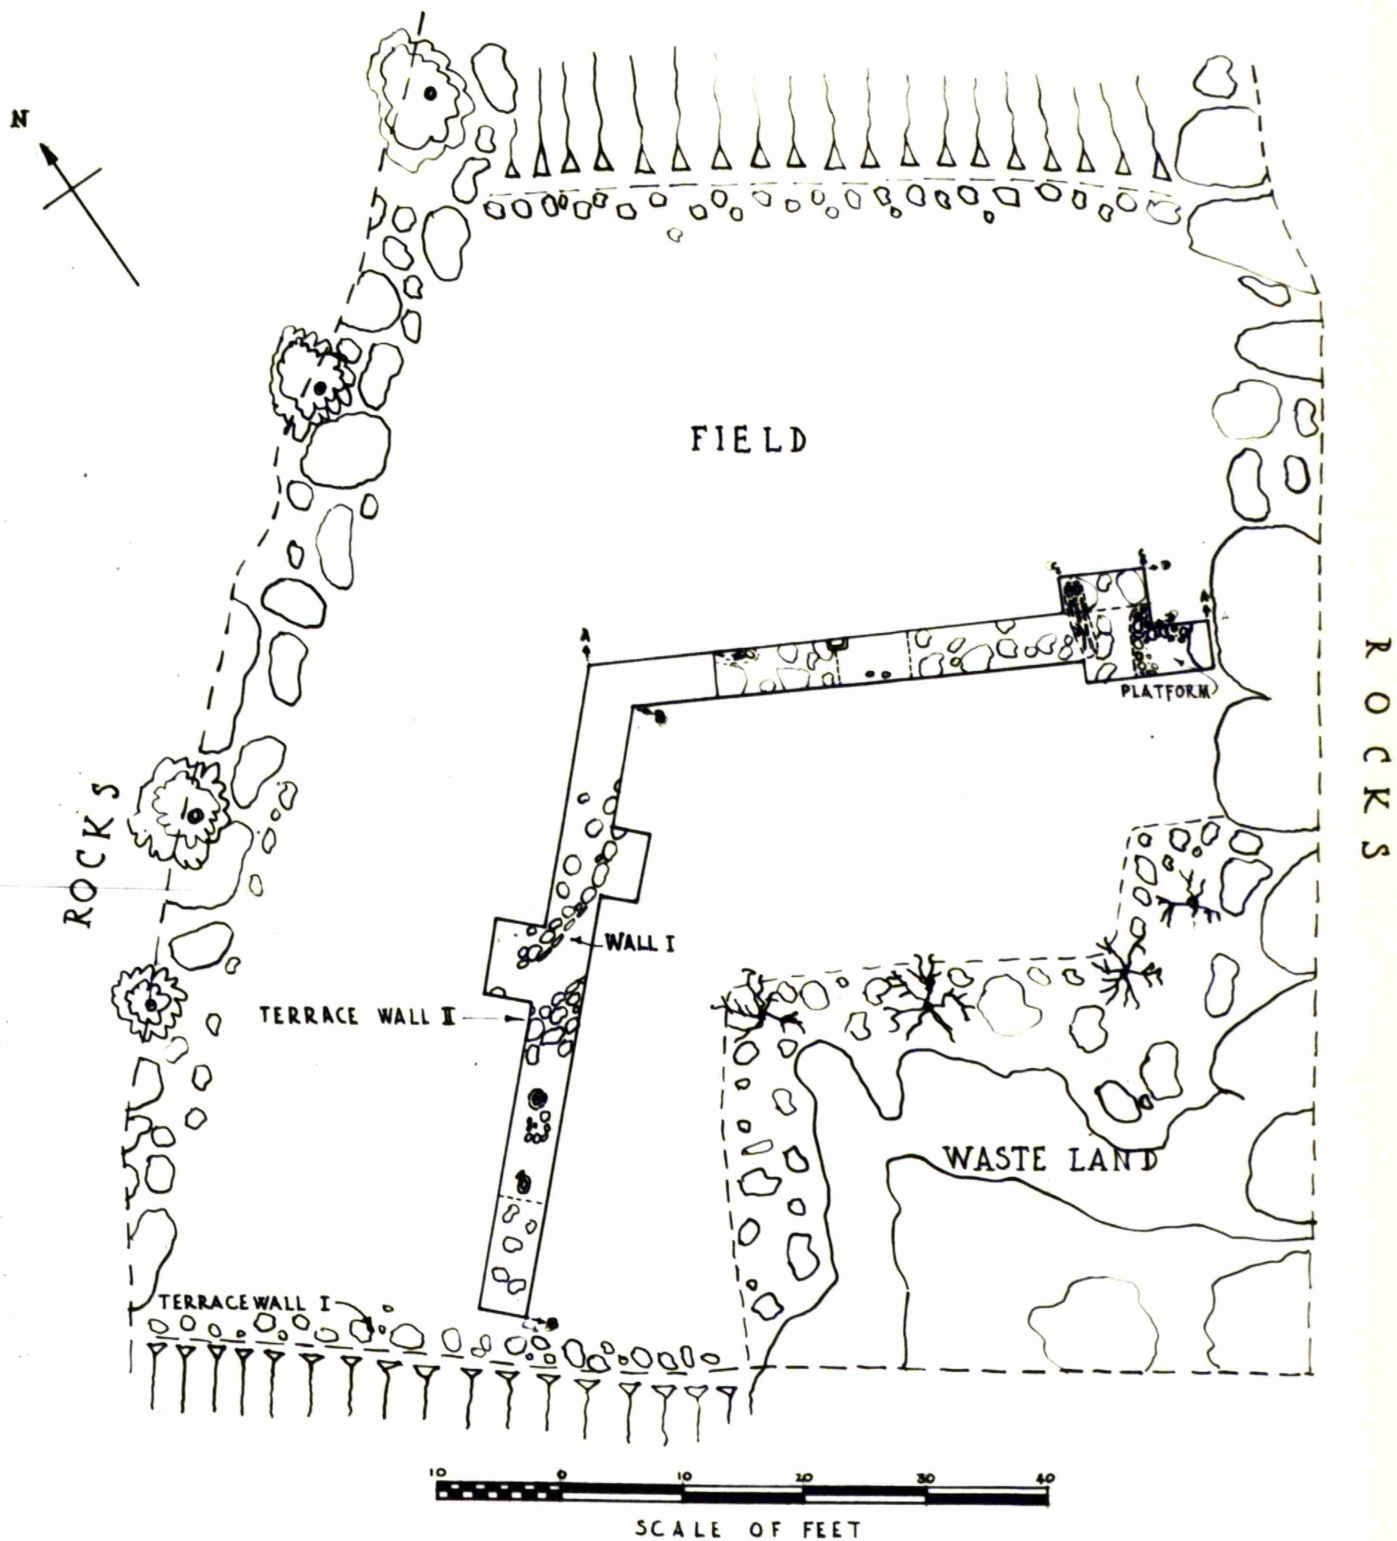 N
FIELD
C
C
D
A
A
PLATFORM
B
ROCKS
ROCKS
WALL I
TERRACE WALL II
WASTE LAND
TERRACE WALL I
B
10 0 10 20 30 40
SCALE OF FEET